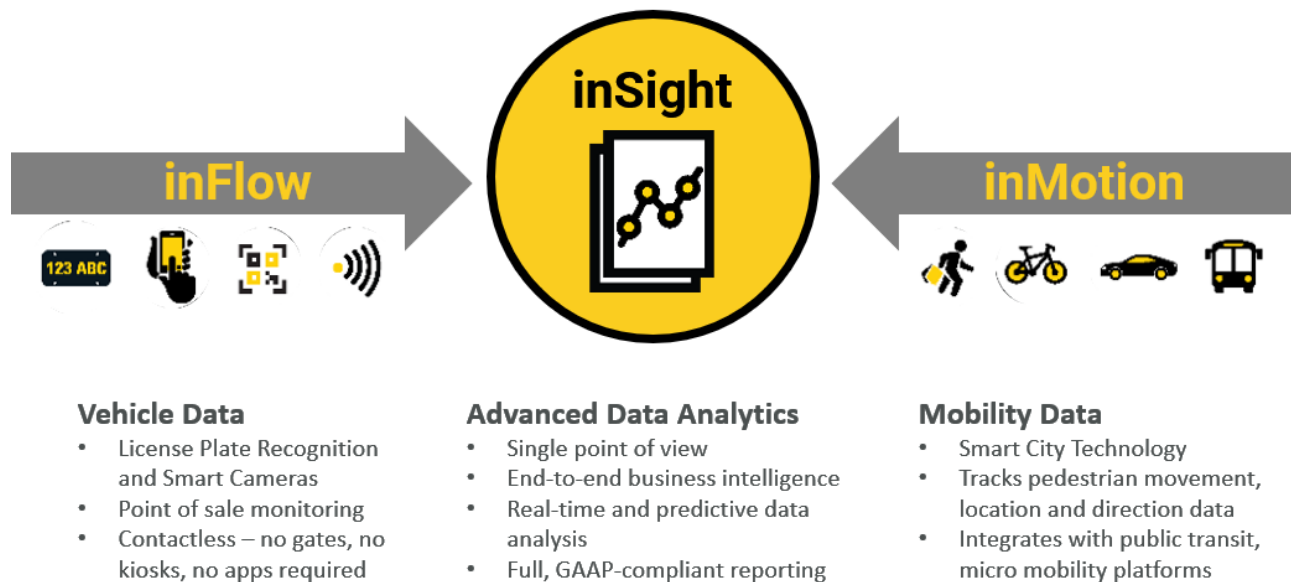 inSight
inFlow
inMotion
123 ABC
Vehicle Data
• License Plate Recognition
and Smart Cameras
• Point of sale monitoring
• Contactless – no gates, no
kiosks, no apps required
Advanced Data Analytics
• Single point of view
• End-to-end business intelligence
• Real-time and predictive data
analysis
• Full, GAAP-compliant reporting
Mobility Data
• Smart City Technology
• Tracks pedestrian movement,
location and direction data
• Integrates with public transit,
micro mobility platforms